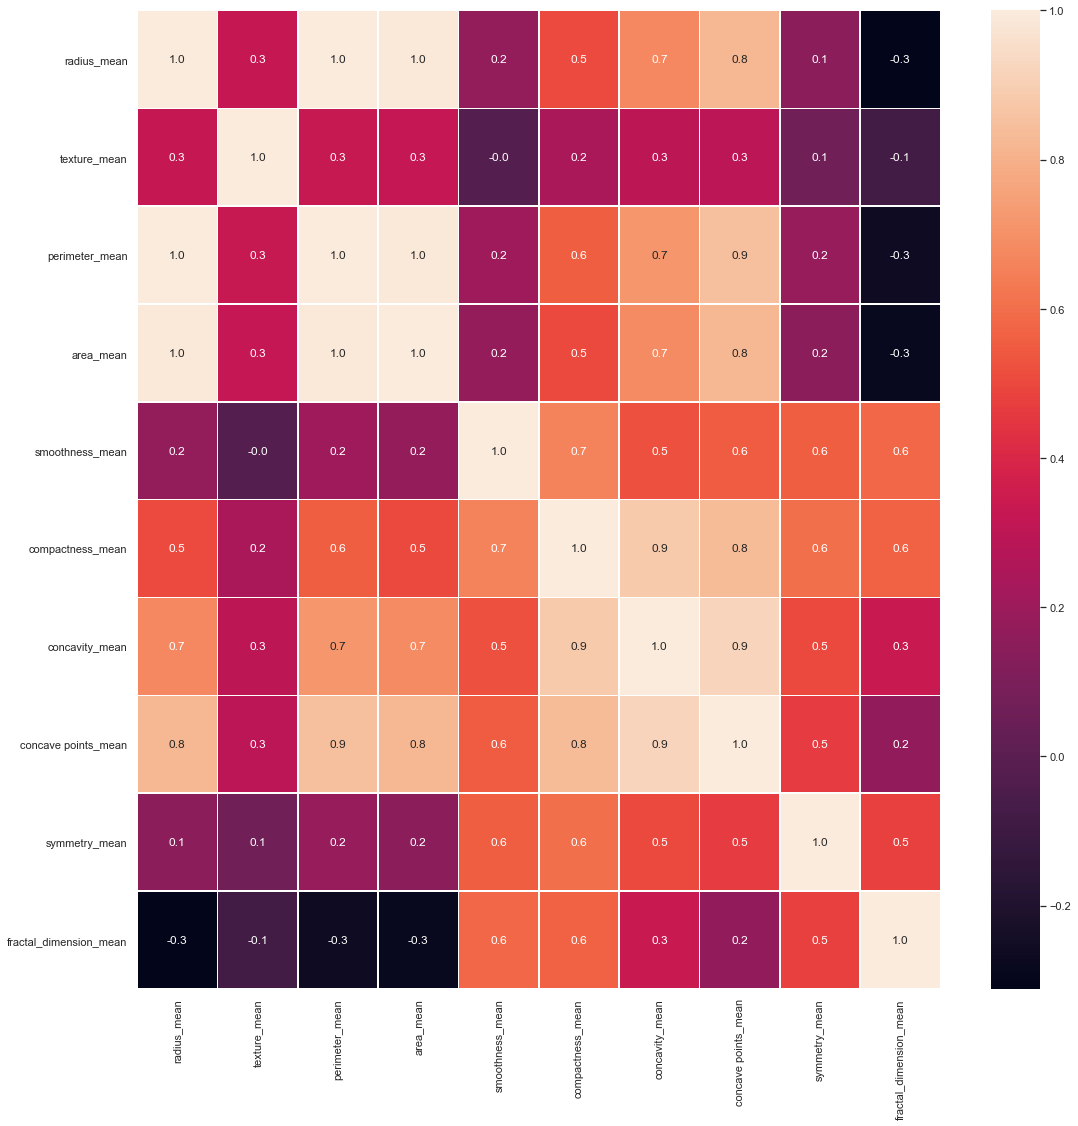 radius_mean 1.0 0.3 1.0 1.0 0.2 0.5 0.7 0.8 0.1 -0.3
texture_mean 0.3 1.0 0.3 0.3 -0.0 0.2 0.3 0.3 0.1 -0.1
perimeter_mean 1.0 0.3 1.0 1.0 0.2 0.6 0.7 0.9 0.2 -0.3
area_mean 1.0 0.3 1.0 1.0 0.2 0.5 0.7 0.8 0.2 -0.3
smoothness_mean 0.2 -0.0 0.2 0.2 1.0 0.7 0.5 0.6 0.6 0.6
compactness_mean 0.5 0.2 0.6 0.5 0.7 1.0 0.9 0.8 0.6 0.6
concavity_mean 0.7 0.3 0.7 0.7 0.5 0.9 1.0 0.9 0.5 0.3
concave points_mean 0.8 0.3 0.9 0.8 0.6 0.8 0.9 1.0 0.5 0.2
symmetry_mean 0.1 0.1 0.2 0.2 0.6 0.6 0.5 0.5 1.0 0.5
fractal_dimension_mean -0.3 -0.1 -0.3 -0.3 0.6 0.6 0.3 0.2 0.5 1.0
radius_mean
texture_mean
perimeter_mean
area_mean
smoothness_mean
compactness_mean
concavity_mean
concave points_mean
symmetry_mean
fractal_dimension_mean
1.0
0.8
0.6
0.4
0.2
0.0
−0.2